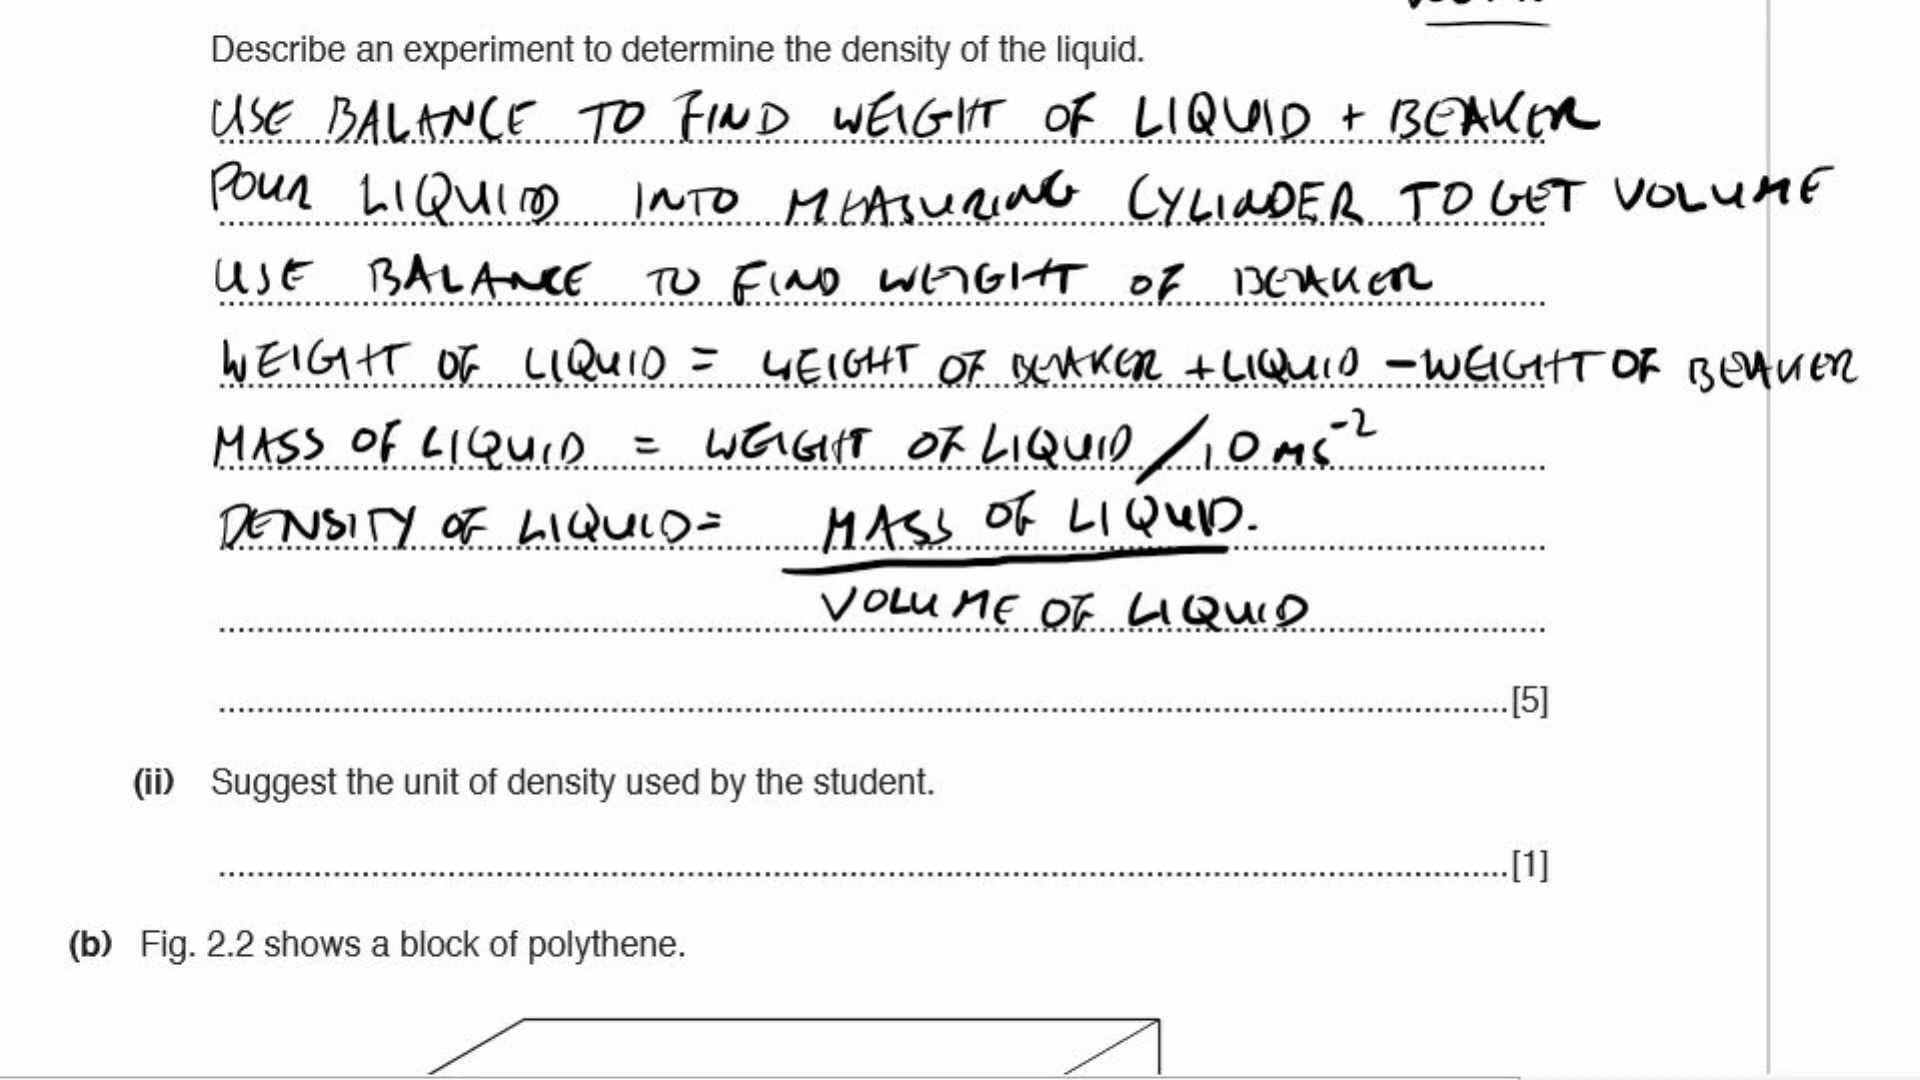 Describe an experiment to determine the density of the liquid.
USE BALANCE TO FIND WEIGHT OF LIQUID + BEAKER
POUR LIQUID INTO MEASURING CYLINDER TO GET VOLUME
USE BALANCE TO FIND WEIGHT OF BEAKER
WEIGHT OF LIQUID = WEIGHT OF BEAKER + LIQUID - WEIGHT OF BEAKER
MASS OF LIQUID = WEIGHT OF LIQUID / 10 ms⁻²
DENSITY OF LIQUID = MASS OF LIQUID.
VOLUME OF LIQUID
[5]
(ii) Suggest the unit of density used by the student.
[1]
(b) Fig. 2.2 shows a block of polythene.